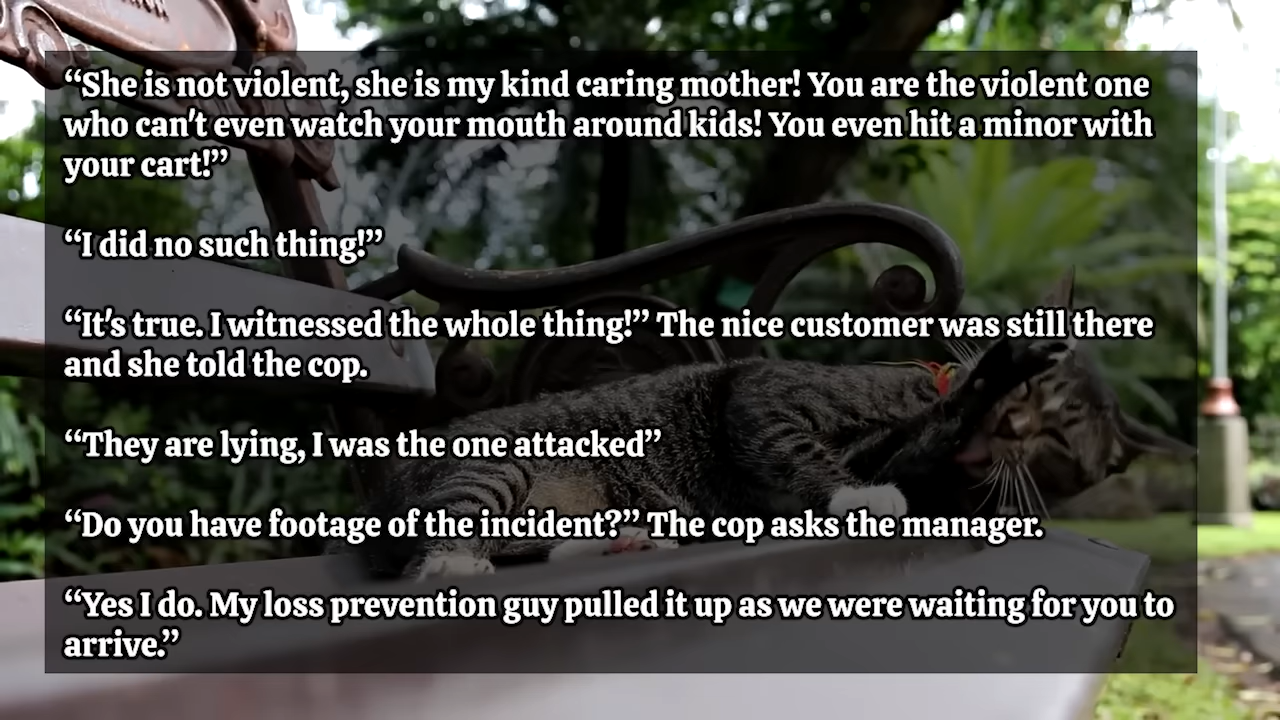 “She is not violent, she is my kind caring mother! You are the violent one
who can't even watch your mouth around kids! You even hit a minor with
your cart!”
“I did no such thing!”
“It's true. I witnessed the whole thing!” The nice customer was still there
and she told the cop.
“They are lying, I was the one attacked”
“Do you have footage of the incident?” The cop asks the manager.
“Yes I do. My loss prevention guy pulled it up as we were waiting for you to
arrive.”